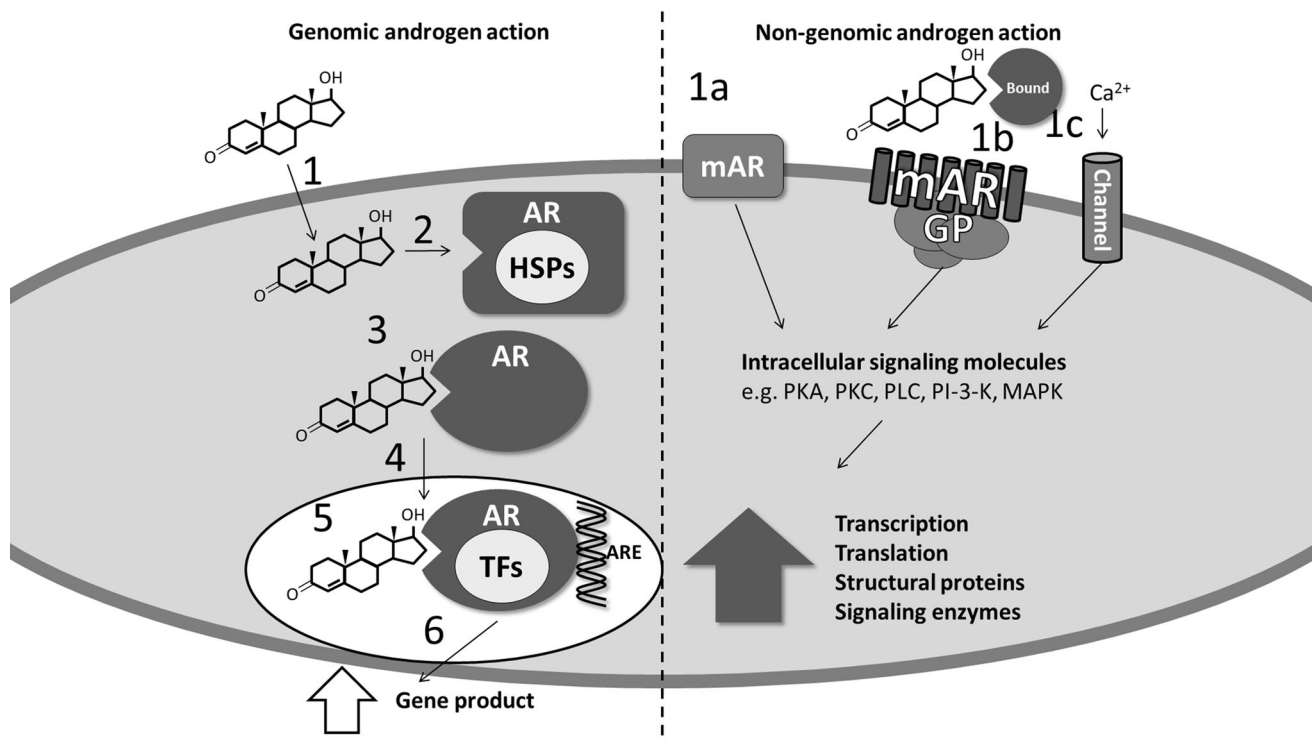 Genomic androgen action
OH
O
1
OH
O
2
AR
HSPs
3
OH
O
AR
4
5
OH
O
AR
TFs
ARE
6
Gene product
Non-genomic androgen action
1a
OH
O
Bound
1b
1c
Ca²⁺
mAR
mAR
GP
Channel
Intracellular signaling molecules
e.g. PKA, PKC, PLC, PI-3-K, MAPK
Transcription
Translation
Structural proteins
Signaling enzymes